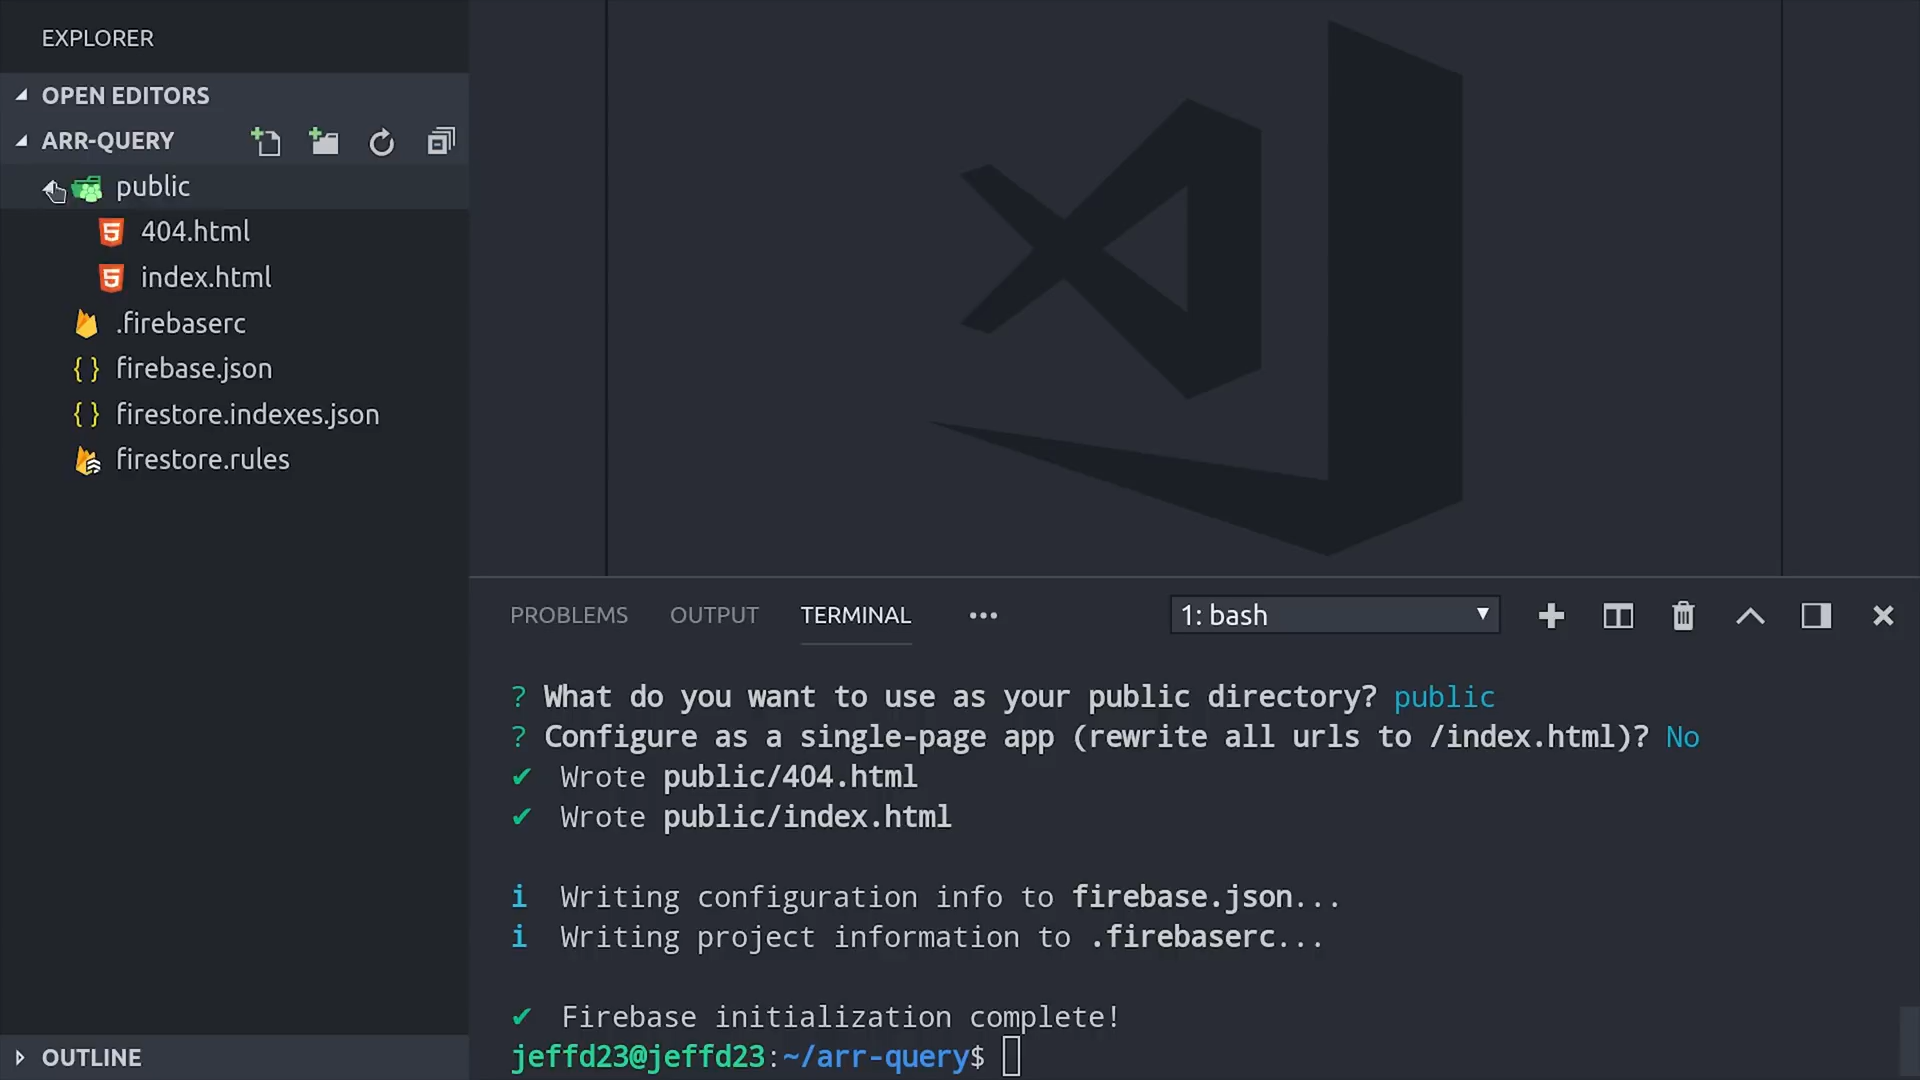 EXPLORER
OPEN EDITORS
ARR-QUERY
public
404.html
index.html
.firebaserc
firebase.json
firestore.indexes.json
firestore.rules
OUTLINE
PROBLEMS OUTPUT TERMINAL ••• 1: bash
? What do you want to use as your public directory? public
? Configure as a single-page app (rewrite all urls to /index.html)? No
✔ Wrote public/404.html
✔ Wrote public/index.html
i Writing configuration info to firebase.json...
i Writing project information to .firebaserc...
✔ Firebase initialization complete!
jeffd23@jeffd23:~/arr-query$